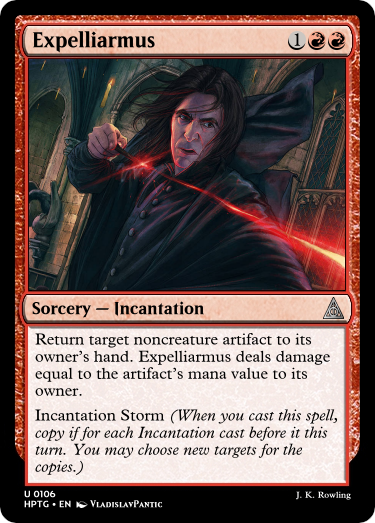 Expelliarmus 1
Sorcery — Incantation
Return target noncreature artifact to its
owner's hand. Expelliarmus deals damage
equal to the artifact's mana value to its
owner.
Incantation Storm (When you cast this spell,
copy if for each Incantation cast before it this
turn. You may choose new targets for the
copies.)
U 0106
HPTG • EN VladislavPantic
J. K. Rowling